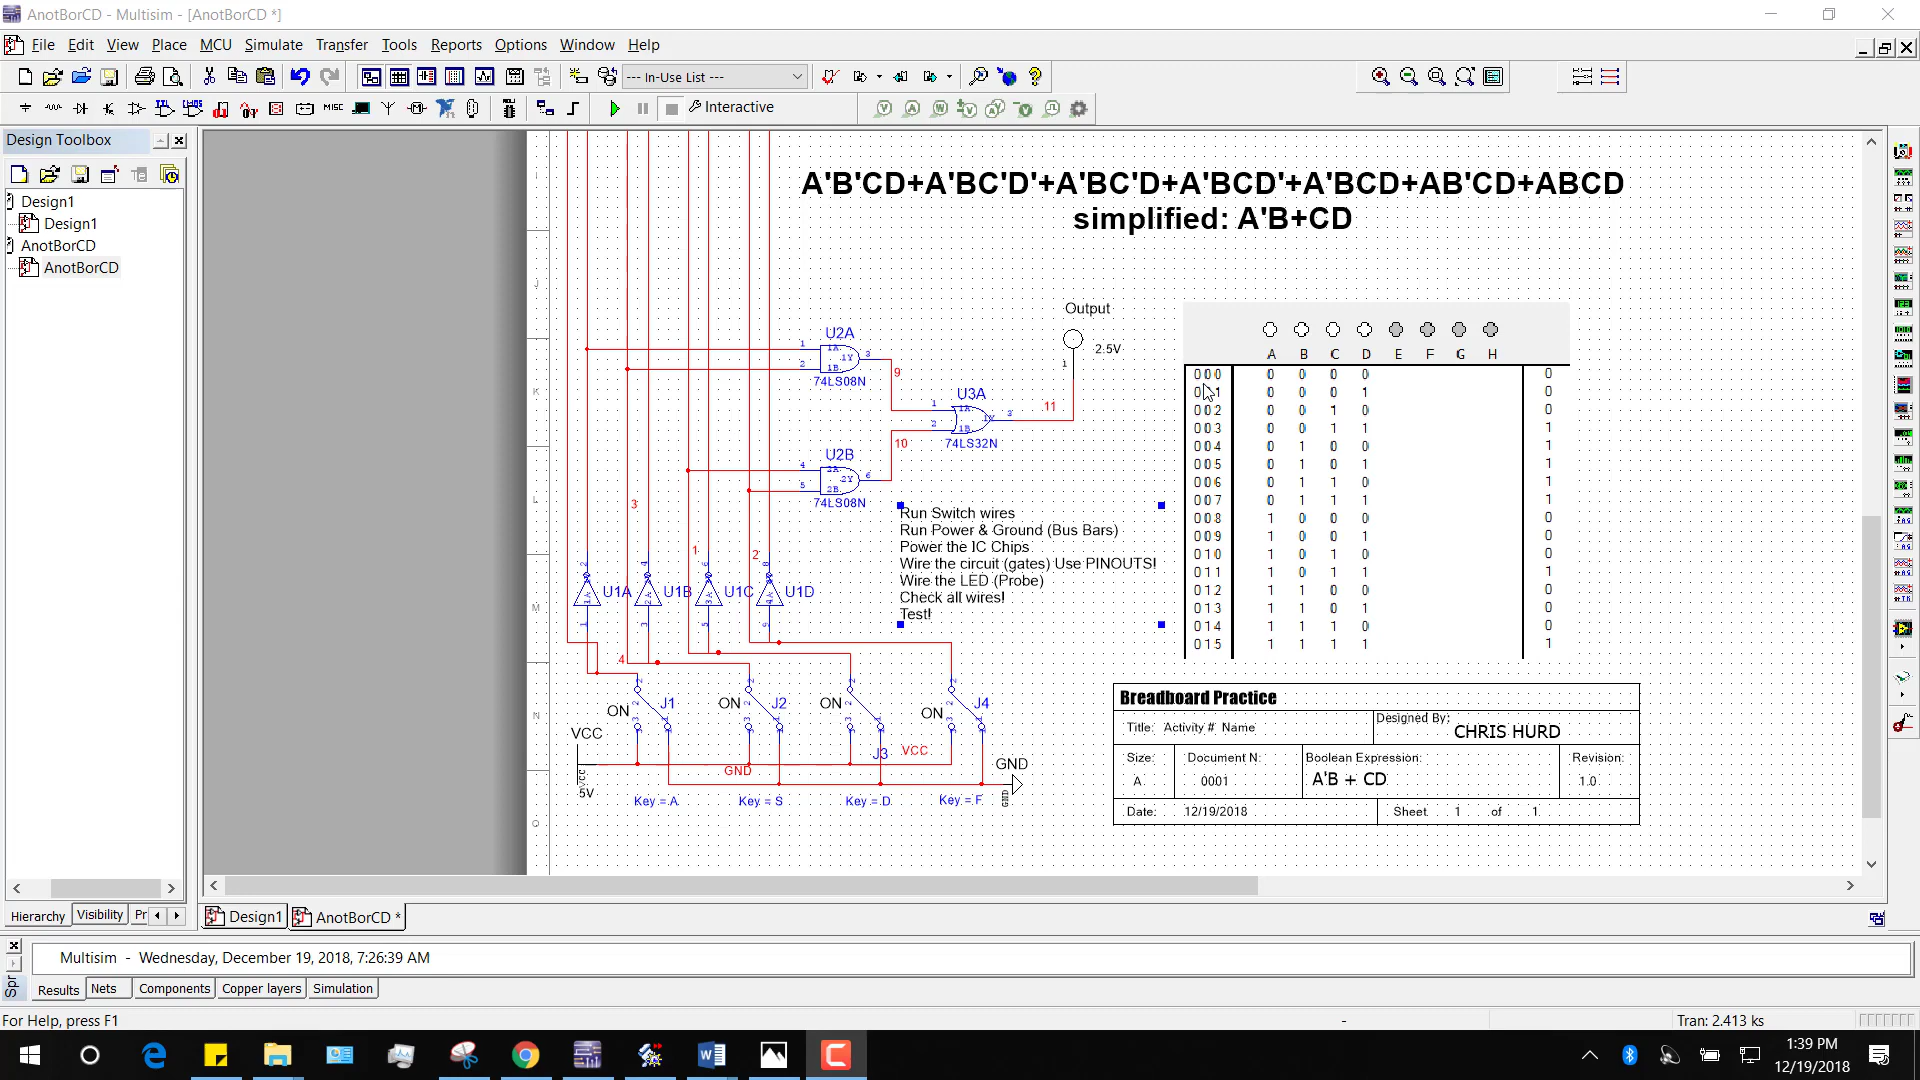 AnotBorCD - Multisim - [AnotBorCD *]
File Edit View Place MCU Simulate Transfer Tools Reports Options Window Help
--- In-Use List ---
MISC Interactive
Design Toolbox
Design1
Design1
AnotBorCD
AnotBorCD
A'B'CD+A'BC'D'+A'BC'D+A'BCD'+A'BCD+AB'CD+ABCD
simplified: A'B+CD
Output
2.5V
U2A
74LS08N
9
U3A
74LS32N
11
10
U2B
74LS08N
3
1
2
4
U1A U1B U1C U1D
Run Switch wires
Run Power & Ground (Bus Bars)
Power the IC Chips
Wire the circuit (gates) Use PINOUTS!
Wire the LED (Probe)
Check all wires!
Test!
A B C D E F G H
000 0 0 0 0 0
001 0 0 0 1 0
002 0 0 1 0 0
003 0 0 1 1 1
004 0 1 0 0 1
005 0 1 0 1 1
006 0 1 1 0 1
007 0 1 1 1 1
008 1 0 0 0 0
009 1 0 0 1 0
010 1 0 1 0 0
011 1 0 1 1 1
012 1 1 0 0 0
013 1 1 0 1 0
014 1 1 1 0 0
015 1 1 1 1 1
ON J1 ON J2 ON J3 ON J4
VCC
5V
GND
VCC
GND
Key = A Key = S Key = D Key = F
Breadboard Practice
Title: Activity # Name
Designed By:
CHRIS HURD
Size:
A
Document N:
0001
Boolean Expression:
A'B + CD
Revision:
1.0
Date: 12/19/2018
Sheet 1 of 1
Hierarchy Visibility Pr
Design1 AnotBorCD *
Multisim - Wednesday, December 19, 2018, 7:26:39 AM
Results Nets Components Copper layers Simulation
For Help, press F1
-
Tran: 2.413 ks
1:39 PM
12/19/2018